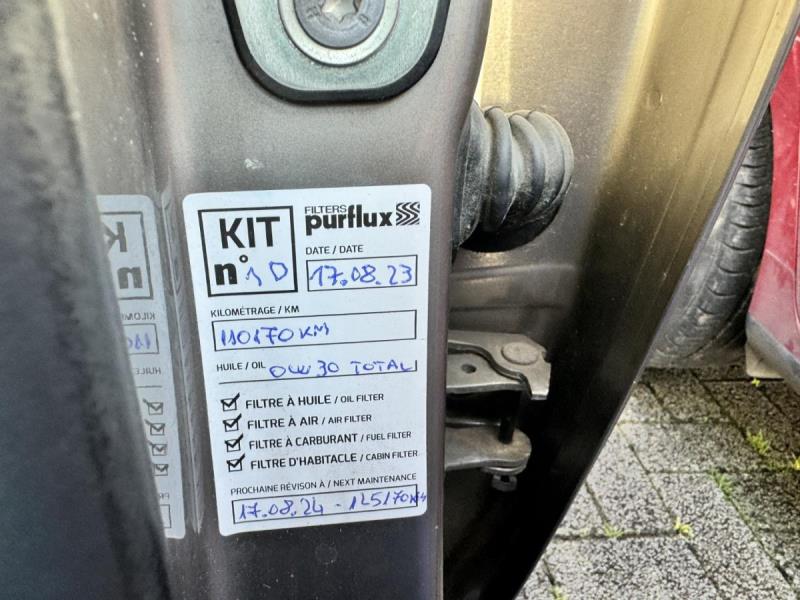 KIT
n° 1D
FILTERS
purflux
DATE / DATE
17.08.23
KILOMÉTRAGE / KM
110170 KM
HUILE / OIL 0W30 TOTAL
FILTRE À HUILE / OIL FILTER
FILTRE À AIR / AIR FILTER
FILTRE À CARBURANT / FUEL FILTER
FILTRE D'HABITACLE / CABIN FILTER
PROCHAINE RÉVISON À / NEXT MAINTENANCE
17.08.24 - 125170 KM